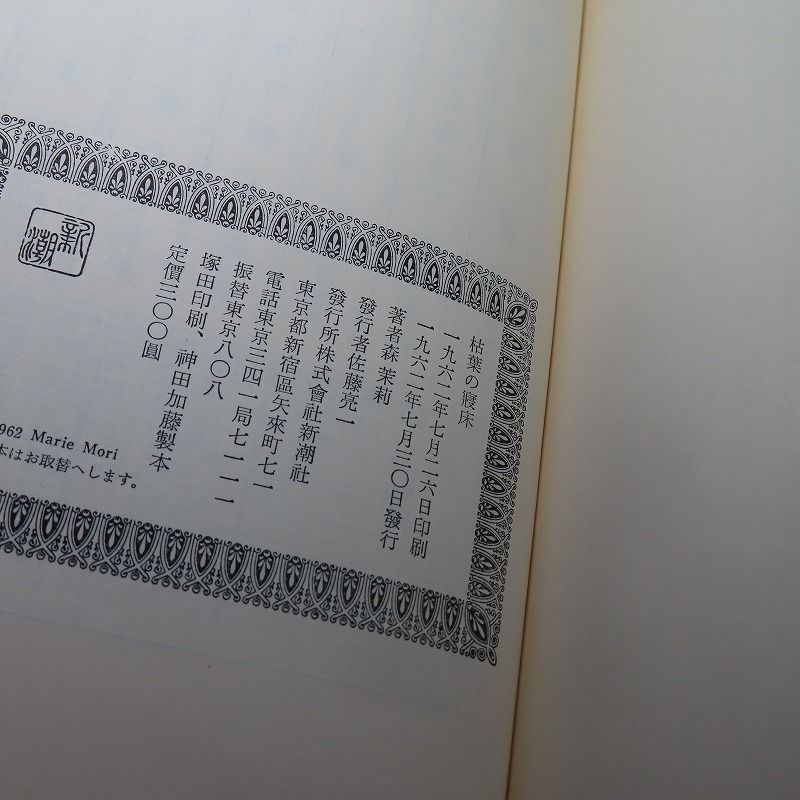 枯葉の寢床
一九六二年七月二六日印刷
一九六二年七月三〇日發行
著者森 茉莉
發行者佐藤亮一
發行所株式會社新潮社
東京都新宿區矢來町七一
電話東京三四一局七一一一
振替東京八〇八
塚田印刷、神田加藤製本
定價三〇〇圓
新潮
962 Marie Mori
本はお取替へします。